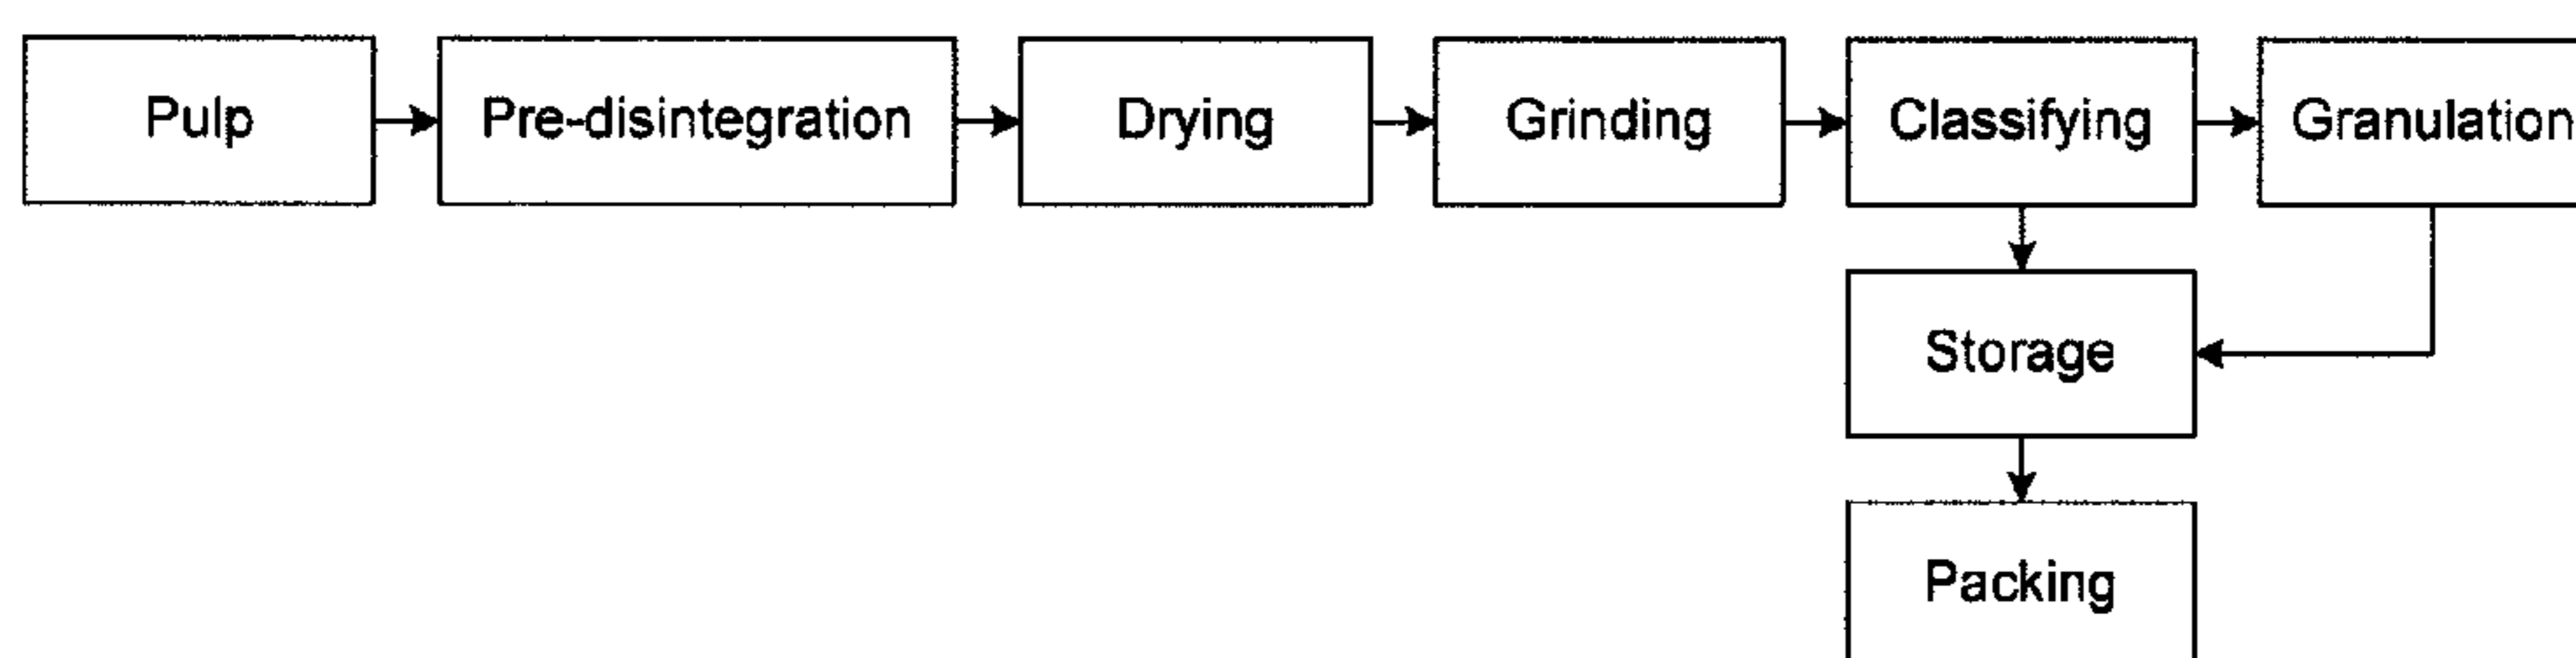 Pulp
Pre-disintegration
Drying
Grinding
Classifying
Granulation
Storage
Packing